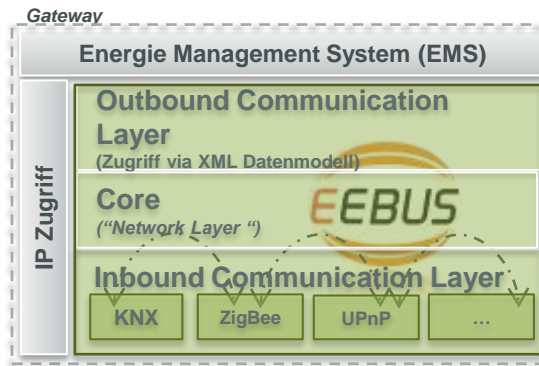 Gateway
Energie Management System (EMS)
IP Zugriff
Outbound Communication
Layer
(Zugriff via XML Datenmodell)
Core
(“Network Layer “)
EEBUS
Inbound Communication Layer
KNX
ZigBee
UPnP
...